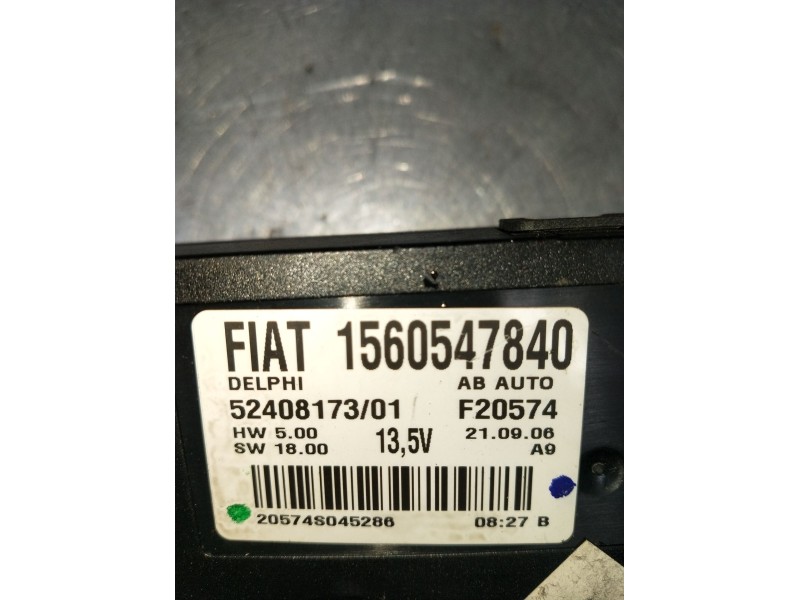 FIAT 1560547840
DELPHI AB AUTO
52408173/01 F20574
HW 5.00 13,5V 21.09.06
SW 18.00 A9
20574S045286 08:27 B